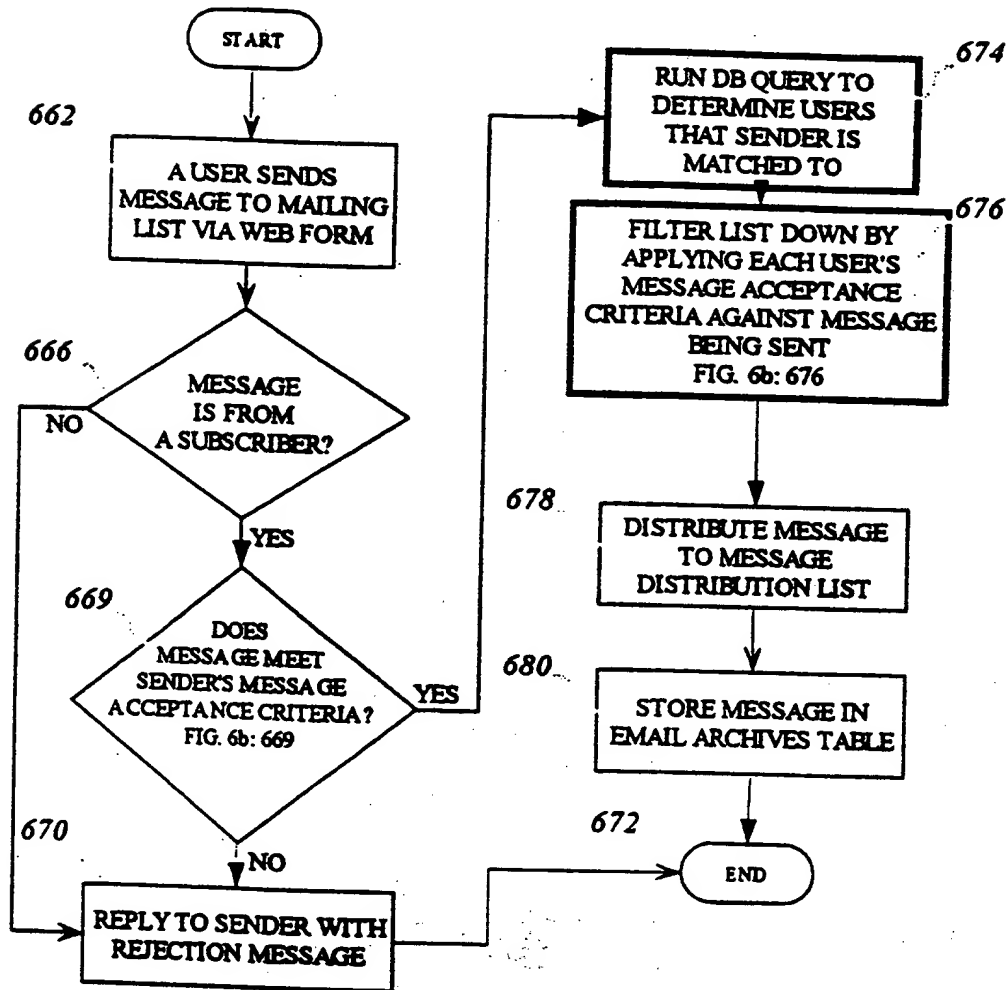 START
662
A USER SENDS
MESSAGE TO MAILING
LIST VIA WEB FORM
666
MESSAGE
IS FROM
A SUBSCRIBER?
NO
YES
669
DOES
MESSAGE MEET
SENDER'S MESSAGE
ACCEPTANCE CRITERIA?
FIG. 6b: 669
YES
NO
670
REPLY TO SENDER WITH
REJECTION MESSAGE
674
RUN DB QUERY TO
DETERMINE USERS
THAT SENDER IS
MATCHED TO
676
FILTER LIST DOWN BY
APPLYING EACH USER'S
MESSAGE ACCEPTANCE
CRITERIA AGAINST MESSAGE
BEING SENT
FIG. 6b: 676
678
DISTRIBUTE MESSAGE
TO MESSAGE
DISTRIBUTION LIST
680
STORE MESSAGE IN
EMAIL ARCHIVES TABLE
672
END